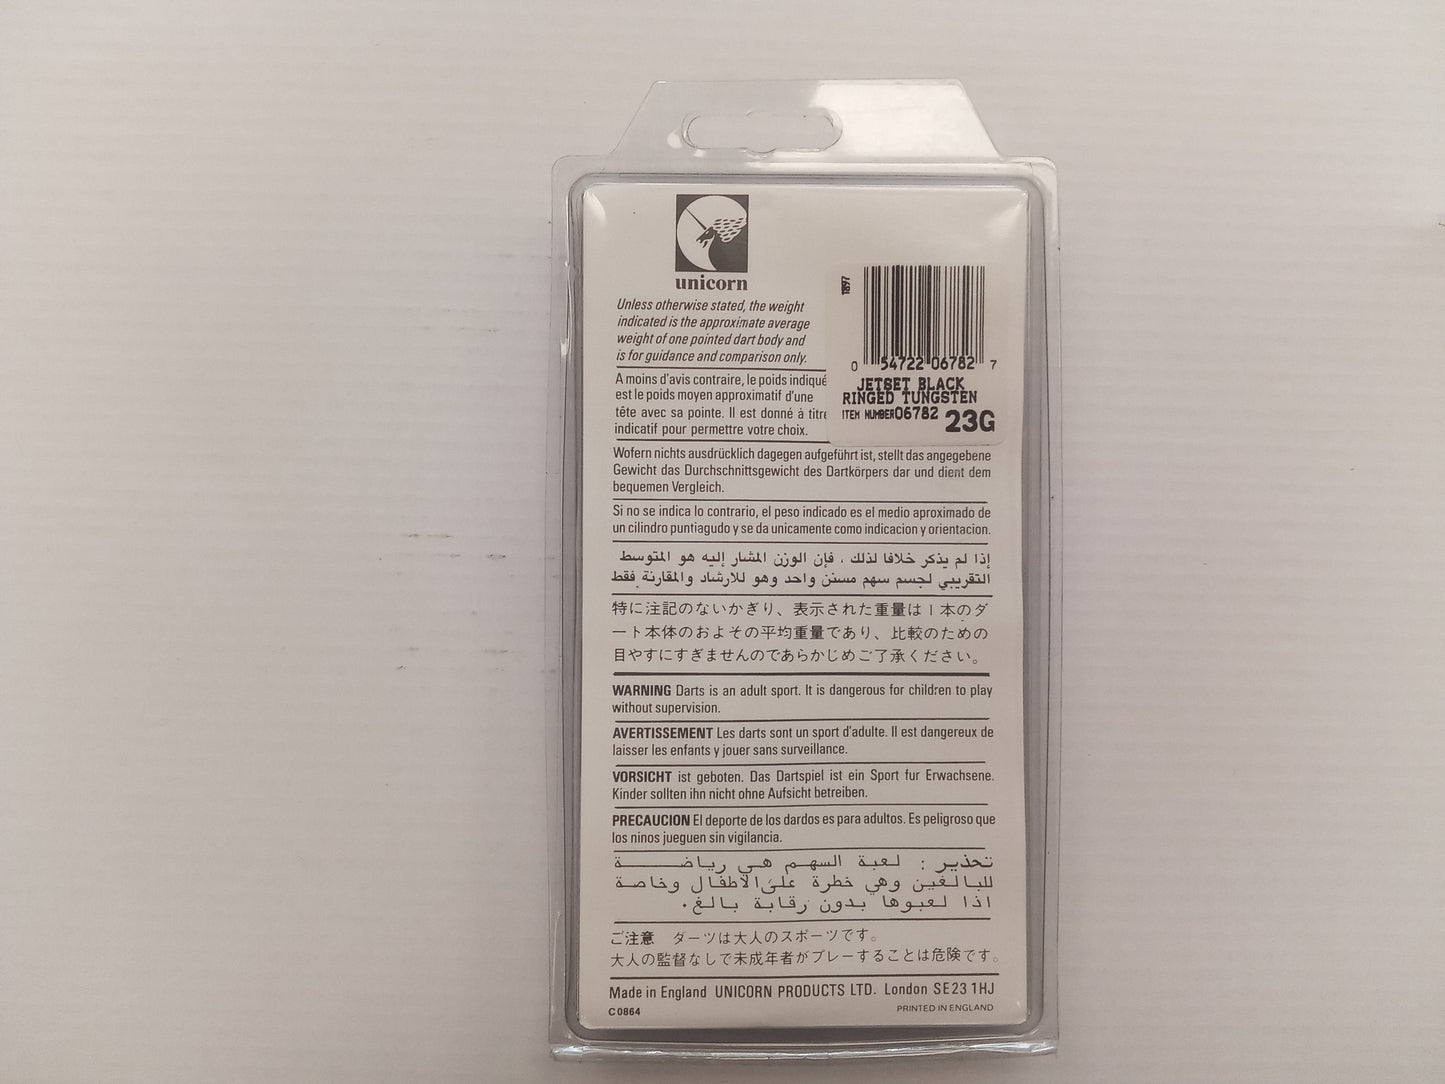 unicorn
Unless otherwise stated, the weight
indicated is the approximate average
weight of one pointed dart body and
is for guidance and comparison only.
1897
0 54722 06782 7
JETSET BLACK
RINGED TUNGSTEN
ITEM NUMBER06782 23G
A moins d'avis contraire, le poids indiqué
est le poids moyen approximatif d'une
tête avec sa pointe. Il est donné à titre
indicatif pour permettre votre choix.
Wofern nichts ausdrücklich dagegen aufgeführt ist, stellt das angegebene
Gewicht das Durchschnittsgewicht des Dartkörpers dar und dient dem
bequemen Vergleich.
Si no se indica lo contrario, el peso indicado es el medio aproximado de
un cilindro puntiagudo y se da unicamente como indicacion y orientacion.
إذا لم يذكر خلافا لذلك ، فإن الوزن المشار إليه هو المتوسط
التقريبي لجسم سهم مسنن واحد وهو للارشاد والمقارنة فقط
特に注記のないかぎり、表示された重量は1本のダ
ート本体のおよその平均重量であり、比較のための
目やすにすぎませんのであらかじめご了承ください。
WARNING Darts is an adult sport. It is dangerous for children to play
without supervision.
AVERTISSEMENT Les darts sont un sport d'adulte. Il est dangereux de
laisser les enfants y jouer sans surveillance.
VORSICHT ist geboten. Das Dartspiel ist ein Sport fur Erwachsene.
Kinder sollten ihn nicht ohne Aufsicht betreiben.
PRECAUCION El deporte de los dardos es para adultos. Es peligroso que
los ninos jueguen sin vigilancia.
تحذير : لعبة السهم هي رياضة
للبالغين وهي خطرة على الاطفال وخاصة
اذا لعبوها بدون رقابة بالغ.
ご注意 ダーツは大人のスポーツです。
大人の監督なしで未成年者がプレーすることは危険です。
Made in England UNICORN PRODUCTS LTD. London SE23 1HJ
C0864 PRINTED IN ENGLAND